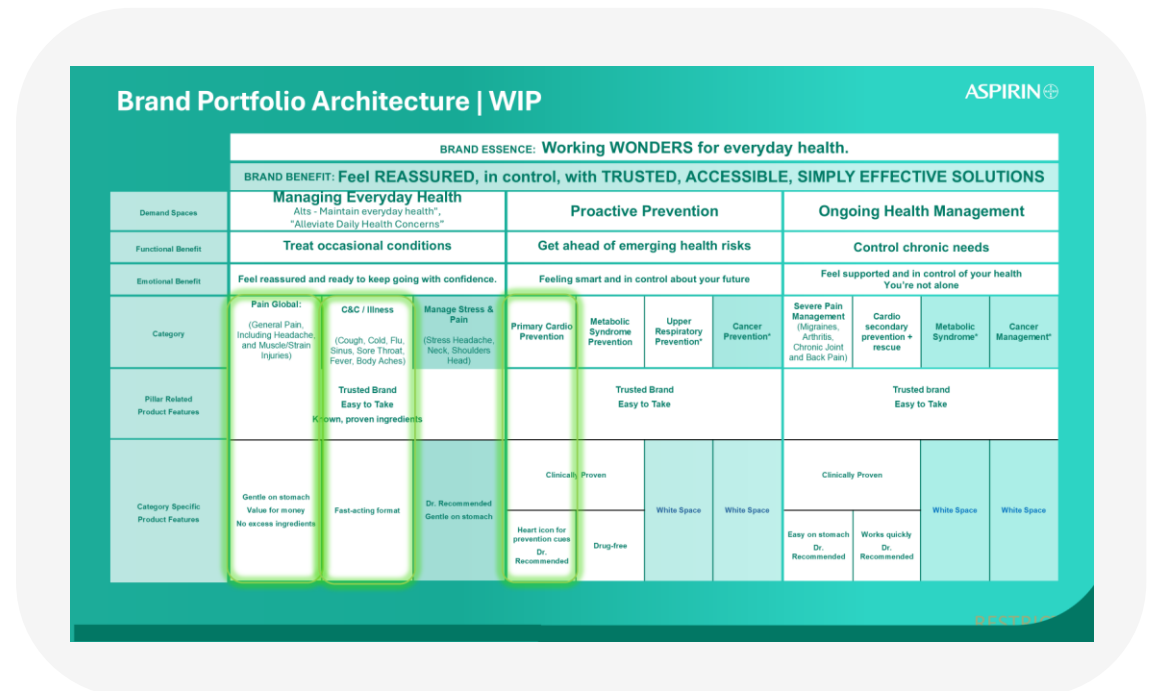 Brand Portfolio Architecture | WIP
ASPIRIN
BRAND ESSENCE: Working WONDERS for everyday health.
BRAND BENEFIT: Feel REASSURED, in control, with TRUSTED, ACCESSIBLE, SIMPLY EFFECTIVE SOLUTIONS
Demand Spaces
Managing Everyday Health
Alts - Maintain everyday health",
"Alleviate Daily Health Concerns"
Proactive Prevention
Ongoing Health Management
Functional Benefit
Treat occasional conditions
Get ahead of emerging health risks
Control chronic needs
Emotional Benefit
Feel reassured and ready to keep going with confidence.
Feeling smart and in control about your future
Feel supported and in control of your health
You're not alone
Category
Pain Global:
(General Pain,
Including Headache,
and Muscle/Strain
Injuries)
C&C / Illness
(Cough, Cold, Flu,
Sinus, Sore Throat,
Fever, Body Aches)
Manage Stress &
Pain
(Stress Headache,
Neck, Shoulders
Head)
Primary Cardio
Prevention
Metabolic
Syndrome
Prevention
Upper
Respiratory
Prevention*
Cancer
Prevention*
Severe Pain
Management
(Migraines,
Arthritis,
Chronic Joint
and Back Pain)
Cardio
secondary
prevention +
rescue
Metabolic
Syndrome*
Cancer
Management*
Pillar Related
Product Features
Trusted Brand
Easy to Take
Known, proven ingredients
Trusted Brand
Easy to Take
Trusted brand
Easy to Take
Category Specific
Product Features
Gentle on stomach
Value for money
No excess ingredients
Fast-acting format
Dr. Recommended
Gentle on stomach
Clinically Proven
Heart icon for
prevention cues
Dr.
Recommended
Drug-free
White Space
White Space
Clinically Proven
Easy on stomach
Dr.
Recommended
Works quickly
Dr.
Recommended
White Space
White Space